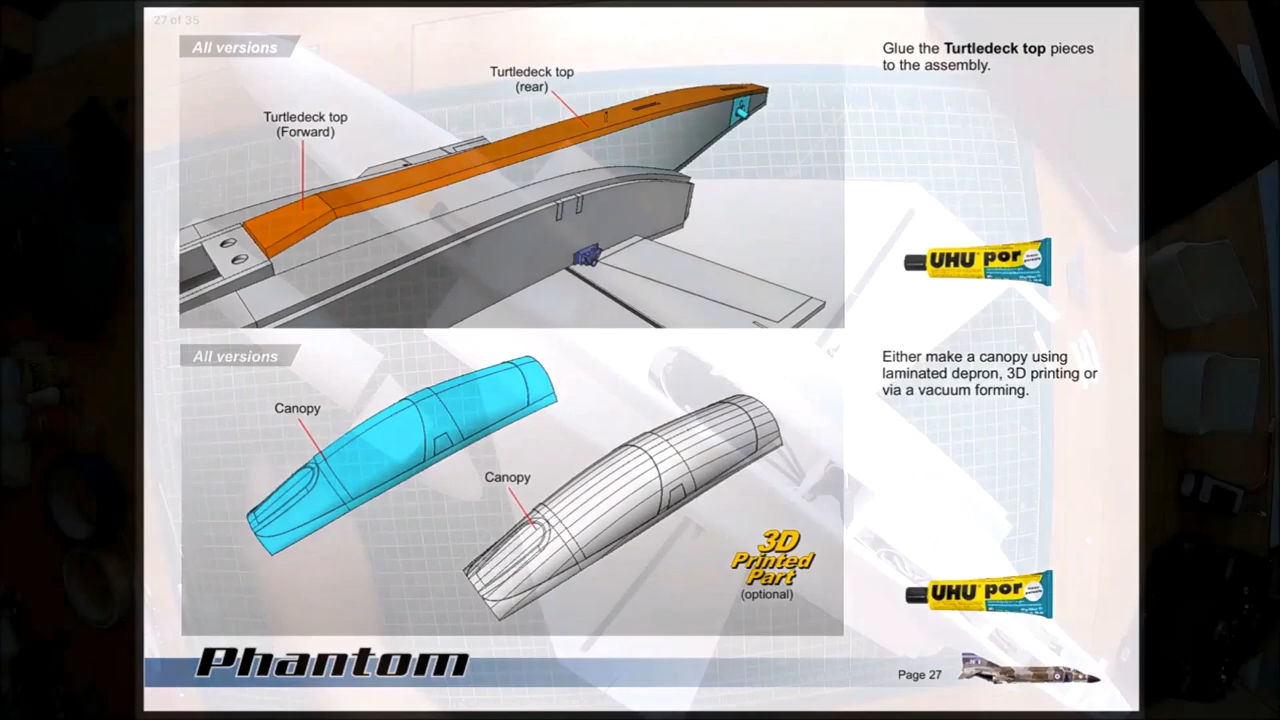 27 of 35
All versions
Glue the Turtledeck top pieces
to the assembly.
Turtledeck top
(rear)
Turtledeck top
(Forward)
UHU por
All versions
Either make a canopy using
laminated depron, 3D printing or
via a vacuum forming.
Canopy
Canopy
3D
Printed
Part
(optional)
UHU por
Phantom
Page 27